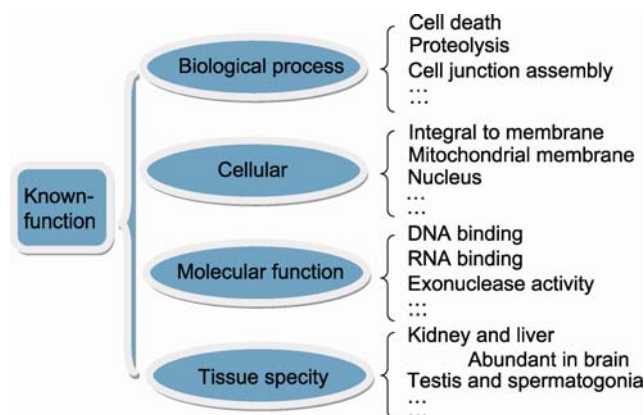 Known-
function
Biological process
Cell death
Proteolysis
Cell junction assembly
...
Cellular
Integral to membrane
Mitochondrial membrane
Nucleus
...
...
Molecular function
DNA binding
RNA binding
Exonuclease activity
...
Tissue specity
Kidney and liver
Abundant in brain
Testis and spermatogonia
...
...